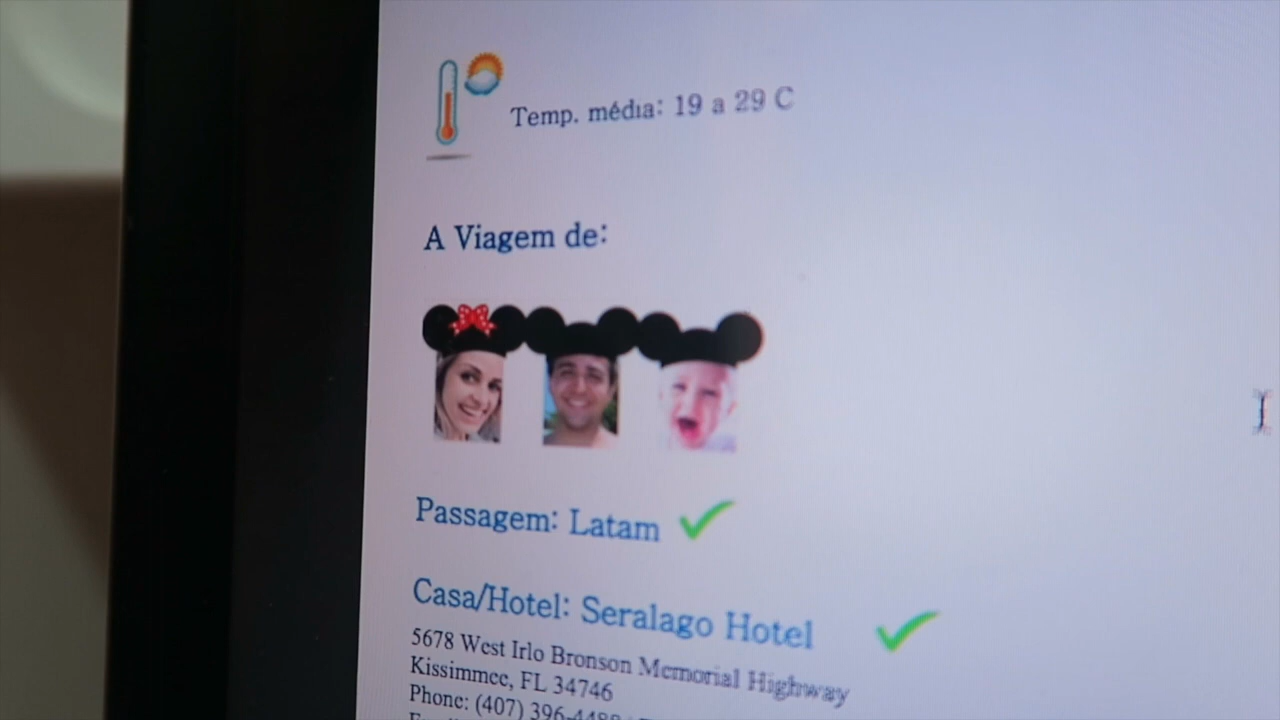 Temp. média: 19 a 29 C
A Viagem de:
Passagem: Latam
Casa/Hotel: Seralago Hotel
5678 West Irlo Bronson Memorial Highway
Kissimmee, FL 34746
Phone: (407) 396-4488